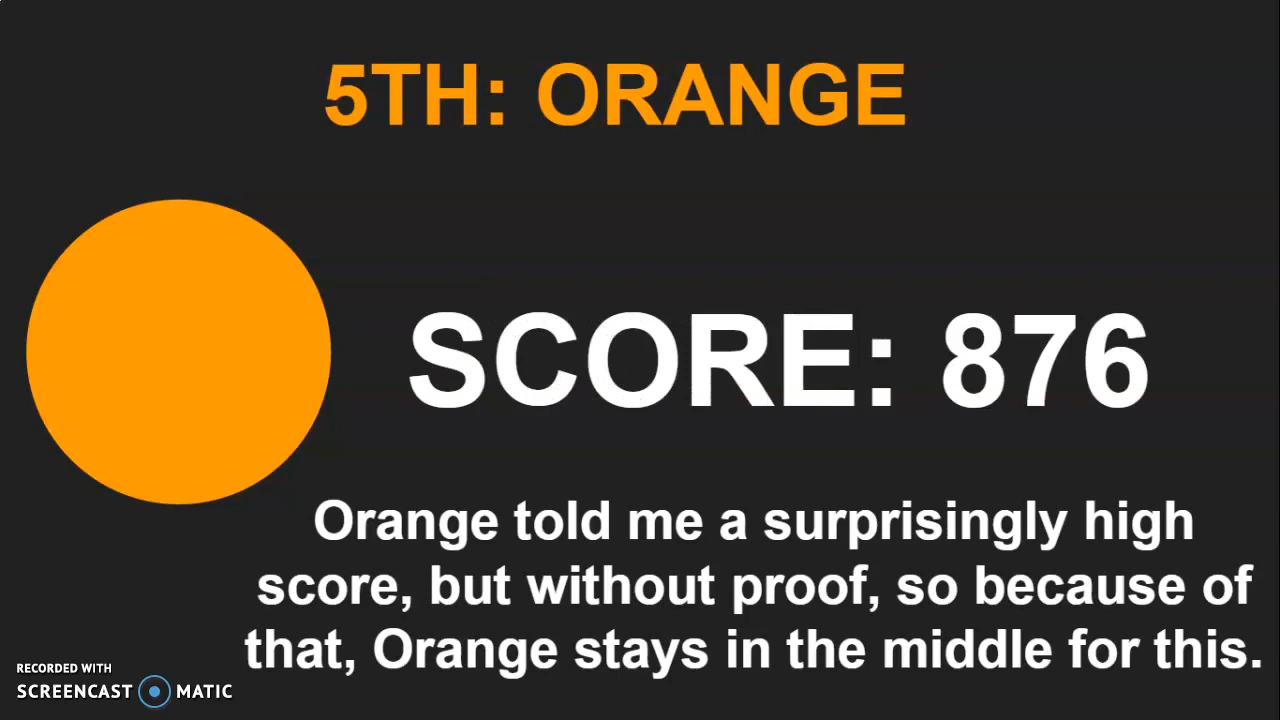 5TH: ORANGE
SCORE: 876
Orange told me a surprisingly high
score, but without proof, so because of
that, Orange stays in the middle for this.
RECORDED WITH
SCREENCAST MATIC